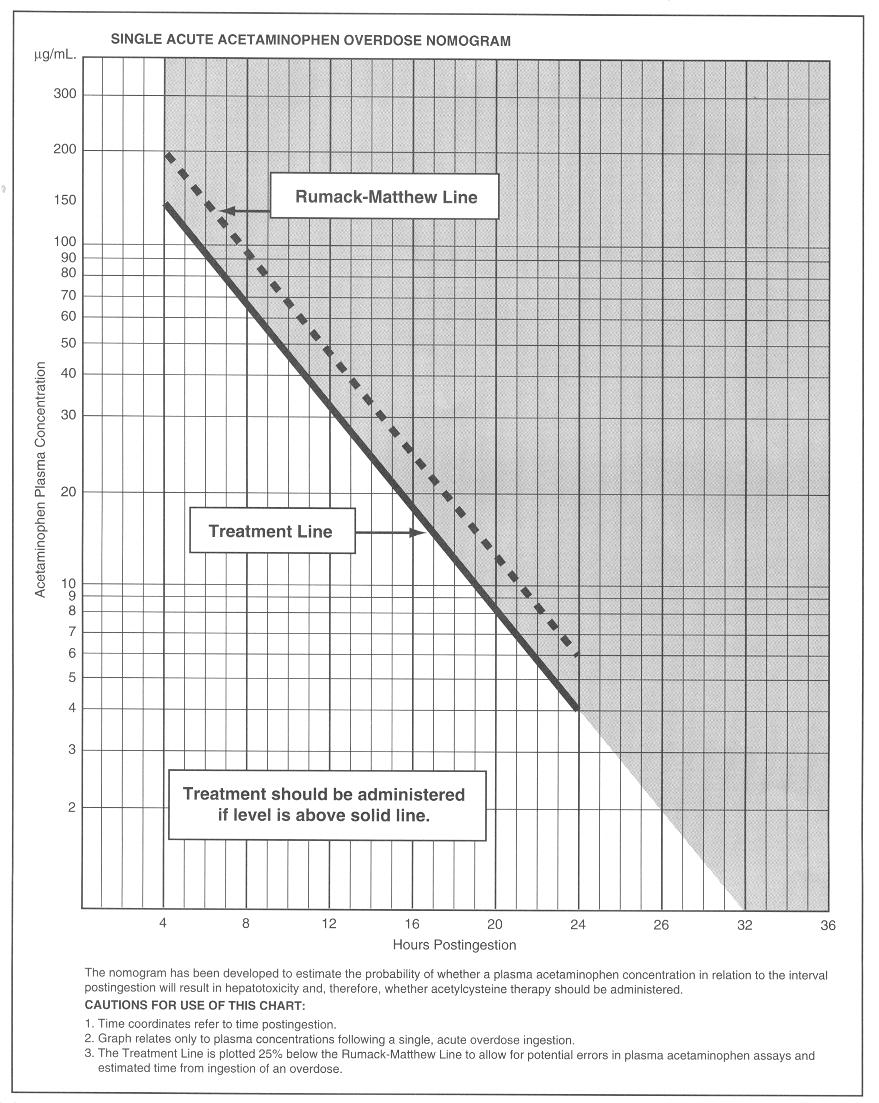 SINGLE ACUTE ACETAMINOPHEN OVERDOSE NOMOGRAM
μg/mL.
300
200
150
100
90
80
70
60
50
40
30
20
10
9
8
7
6
5
4
3
2
Acetaminophen Plasma Concentration
Rumack-Matthew Line
Treatment Line
Treatment should be administered
if level is above solid line.
4 8 12 16 20 24 26 32 36
Hours Postingestion
The nomogram has been developed to estimate the probability of whether a plasma acetaminophen concentration in relation to the interval
postingestion will result in hepatotoxicity and, therefore, whether acetylcysteine therapy should be administered.
CAUTIONS FOR USE OF THIS CHART:
1. Time coordinates refer to time postingestion.
2. Graph relates only to plasma concentrations following a single, acute overdose ingestion.
3. The Treatment Line is plotted 25% below the Rumack-Matthew Line to allow for potential errors in plasma acetaminophen assays and
estimated time from ingestion of an overdose.